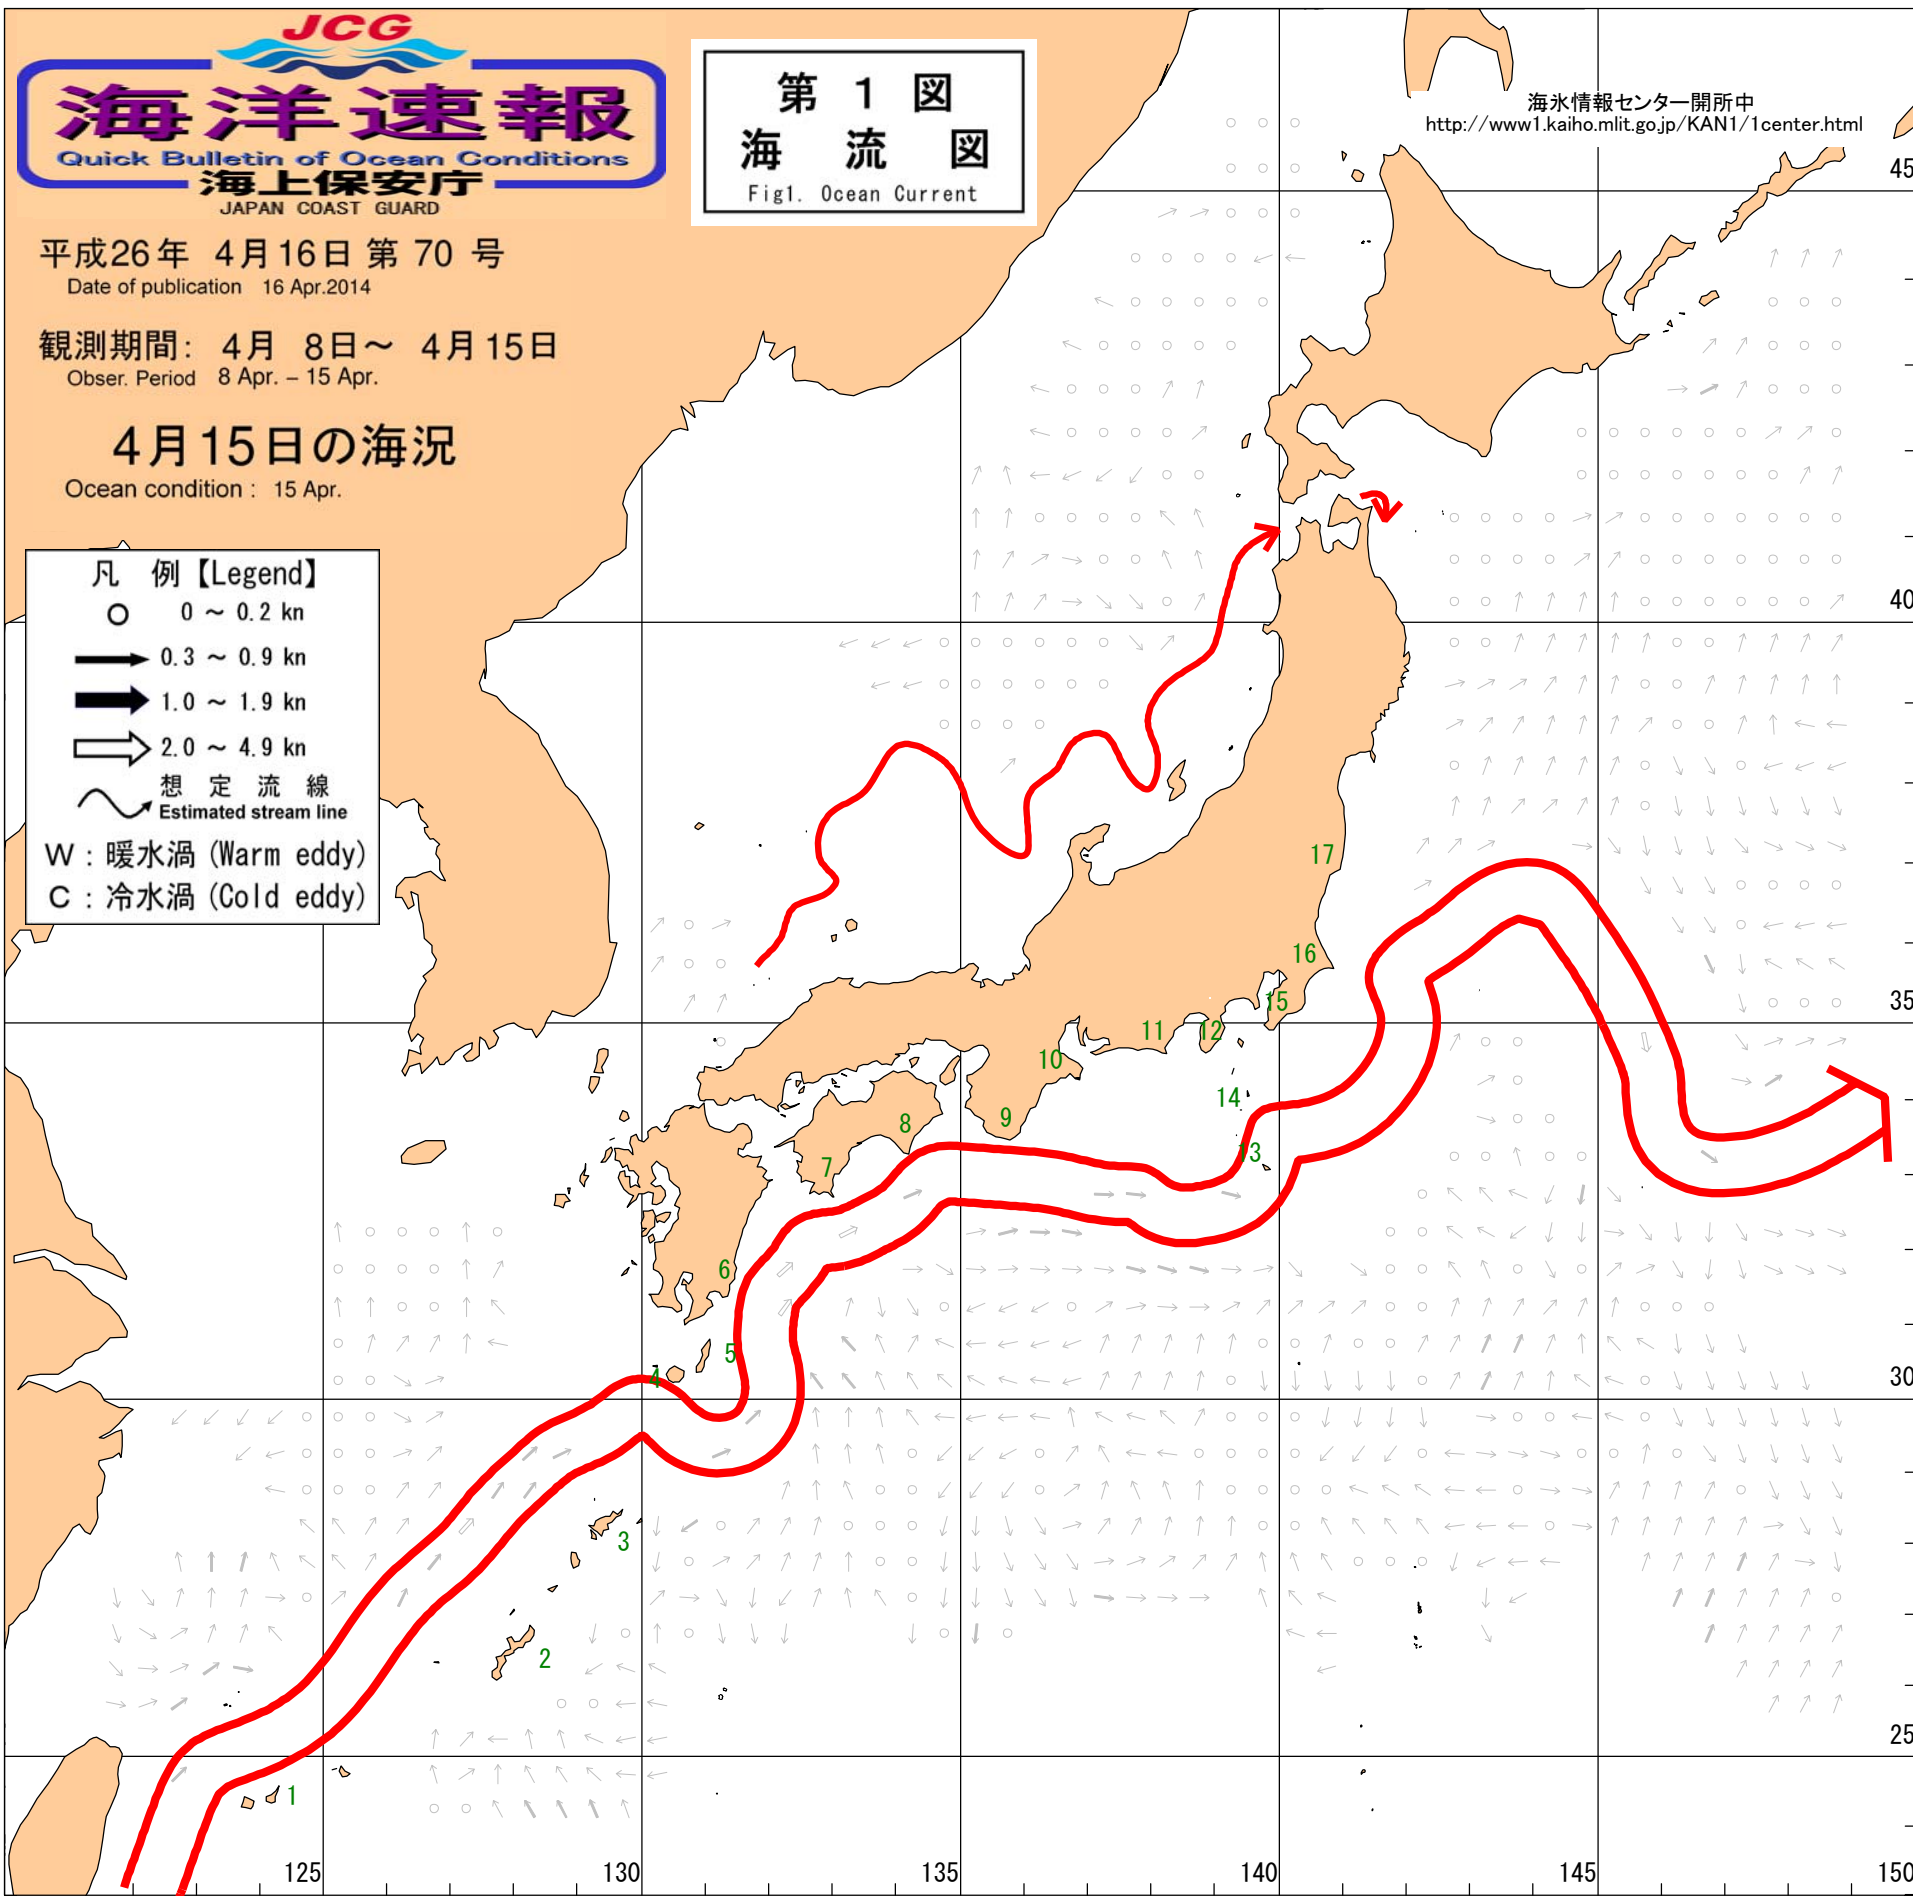 JCG
海洋速報
Quick Bulletin of Ocean Conditions
海上保安庁
JAPAN COAST GUARD
平成26年 4月16日 第 70 号
Date of publication 16 Apr.2014
観測期間: 4月 8日～ 4月15日
Obser. Period 8 Apr. – 15 Apr.
4月15日の海況
Ocean condition : 15 Apr.
第 1 図
海 流 図
Fig1. Ocean Current
海氷情報センター開所中
http://www1.kaiho.mlit.go.jp/KAN1/1center.html
凡 例【Legend】
0 ～ 0.2 kn
0.3 ～ 0.9 kn
1.0 ～ 1.9 kn
2.0 ～ 4.9 kn
想 定 流 線
Estimated stream line
W : 暖水渦 (Warm eddy)
C : 冷水渦 (Cold eddy)
45
40
35
30
25
17
16
15
11
12
10
14
9
8
13
7
6
5
4
3
2
1
125
130
135
140
145
150